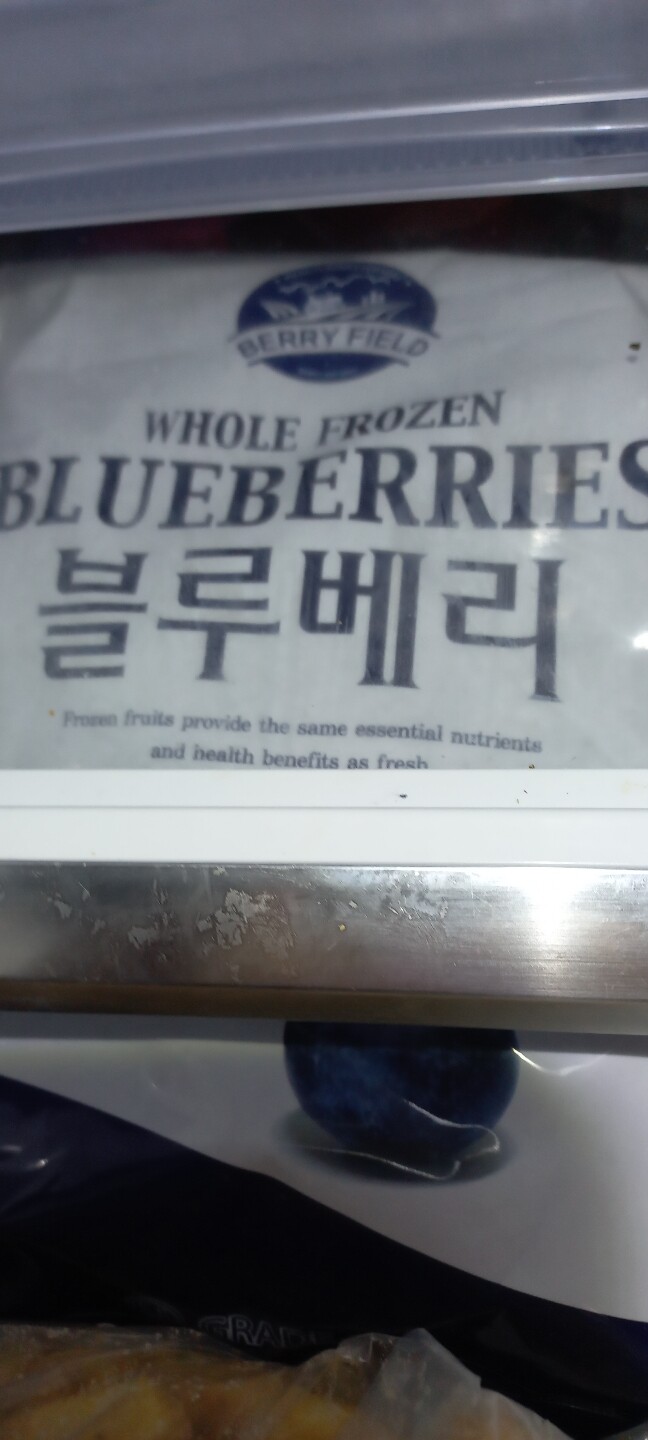 BERRY FIELD
WHOLE FROZEN
BLUEBERRIES
블루베리
Frozen fruits provide the same essential nutrients
and health benefits as fresh